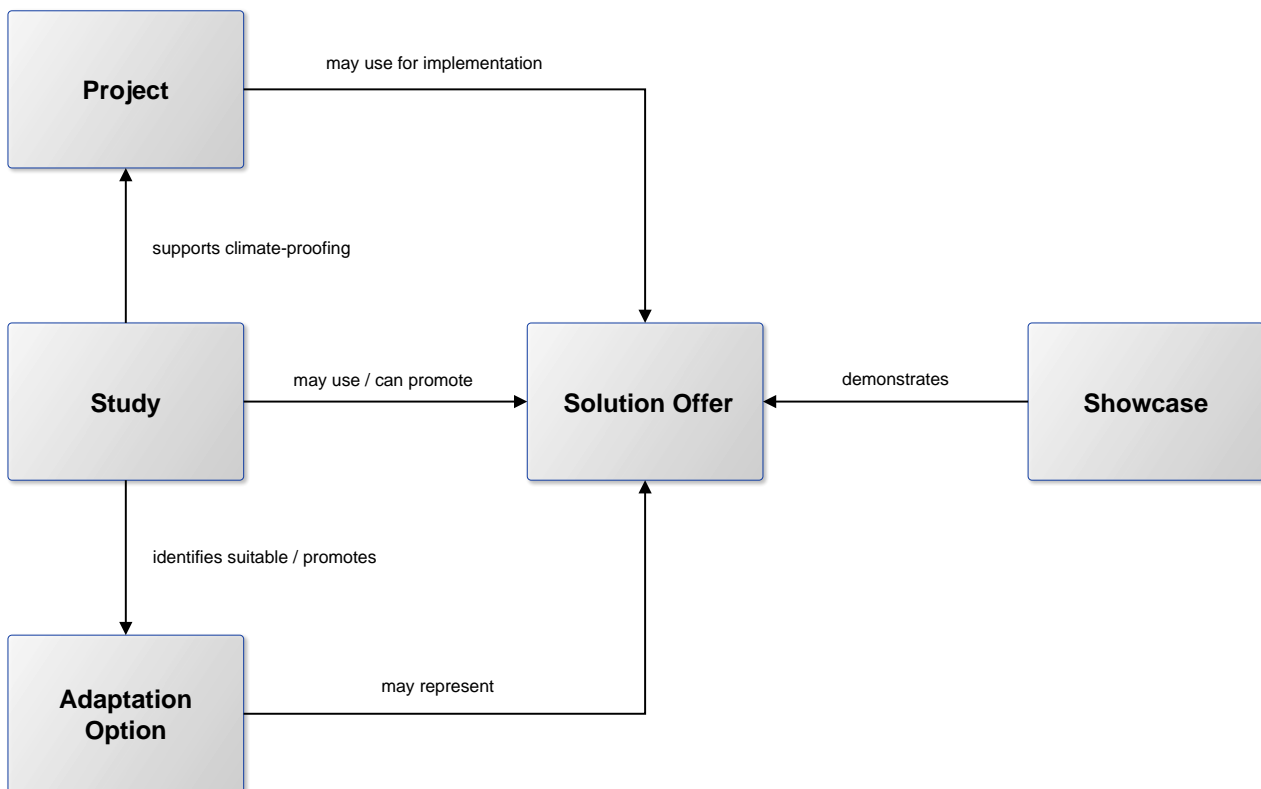 may use for implementation
Project
supports climate-proofing
may use / can promote
demonstrates
Study
Solution Offer
Showcase
identifies suitable / promotes
may represent
Adaptation
Option